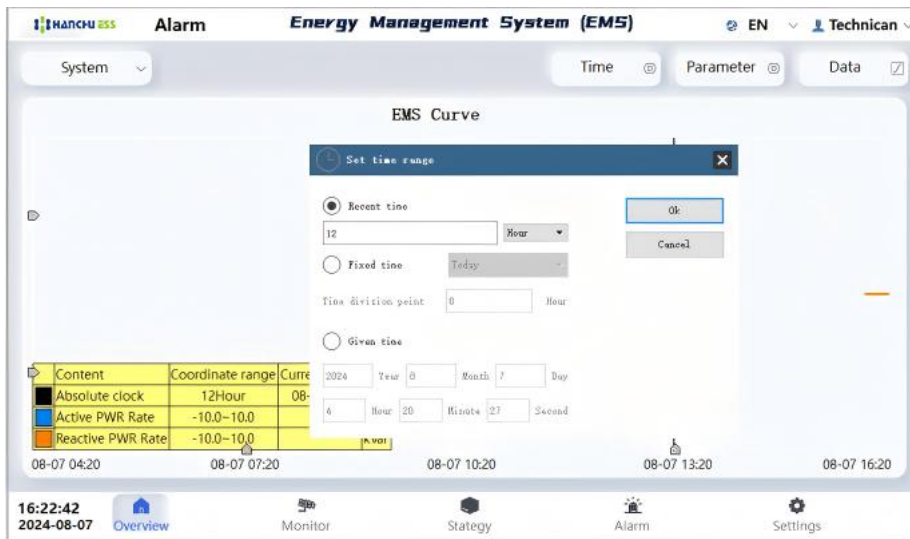 HANCHU ESS Alarm Energy Management System (EMS) EN Technican
System Time Parameter Data
EMS Curve
Set time range
Recent time
Ok
12 Hour
Cancel
Fixed time Today
Time division point 0 Hour
Given time
2024 Year 8 Month 7 Day
4 Hour 20 Minute 27 Second
Content Coordinate range Curre
Absolute clock 12Hour 08-
Active PWR Rate -10.0~10.0
Reactive PWR Rate -10.0~10.0 KVar
08-07 04:20 08-07 07:20 08-07 10:20 08-07 13:20 08-07 16:20
16:22:42
2024-08-07 Overview Monitor Stategy Alarm Settings